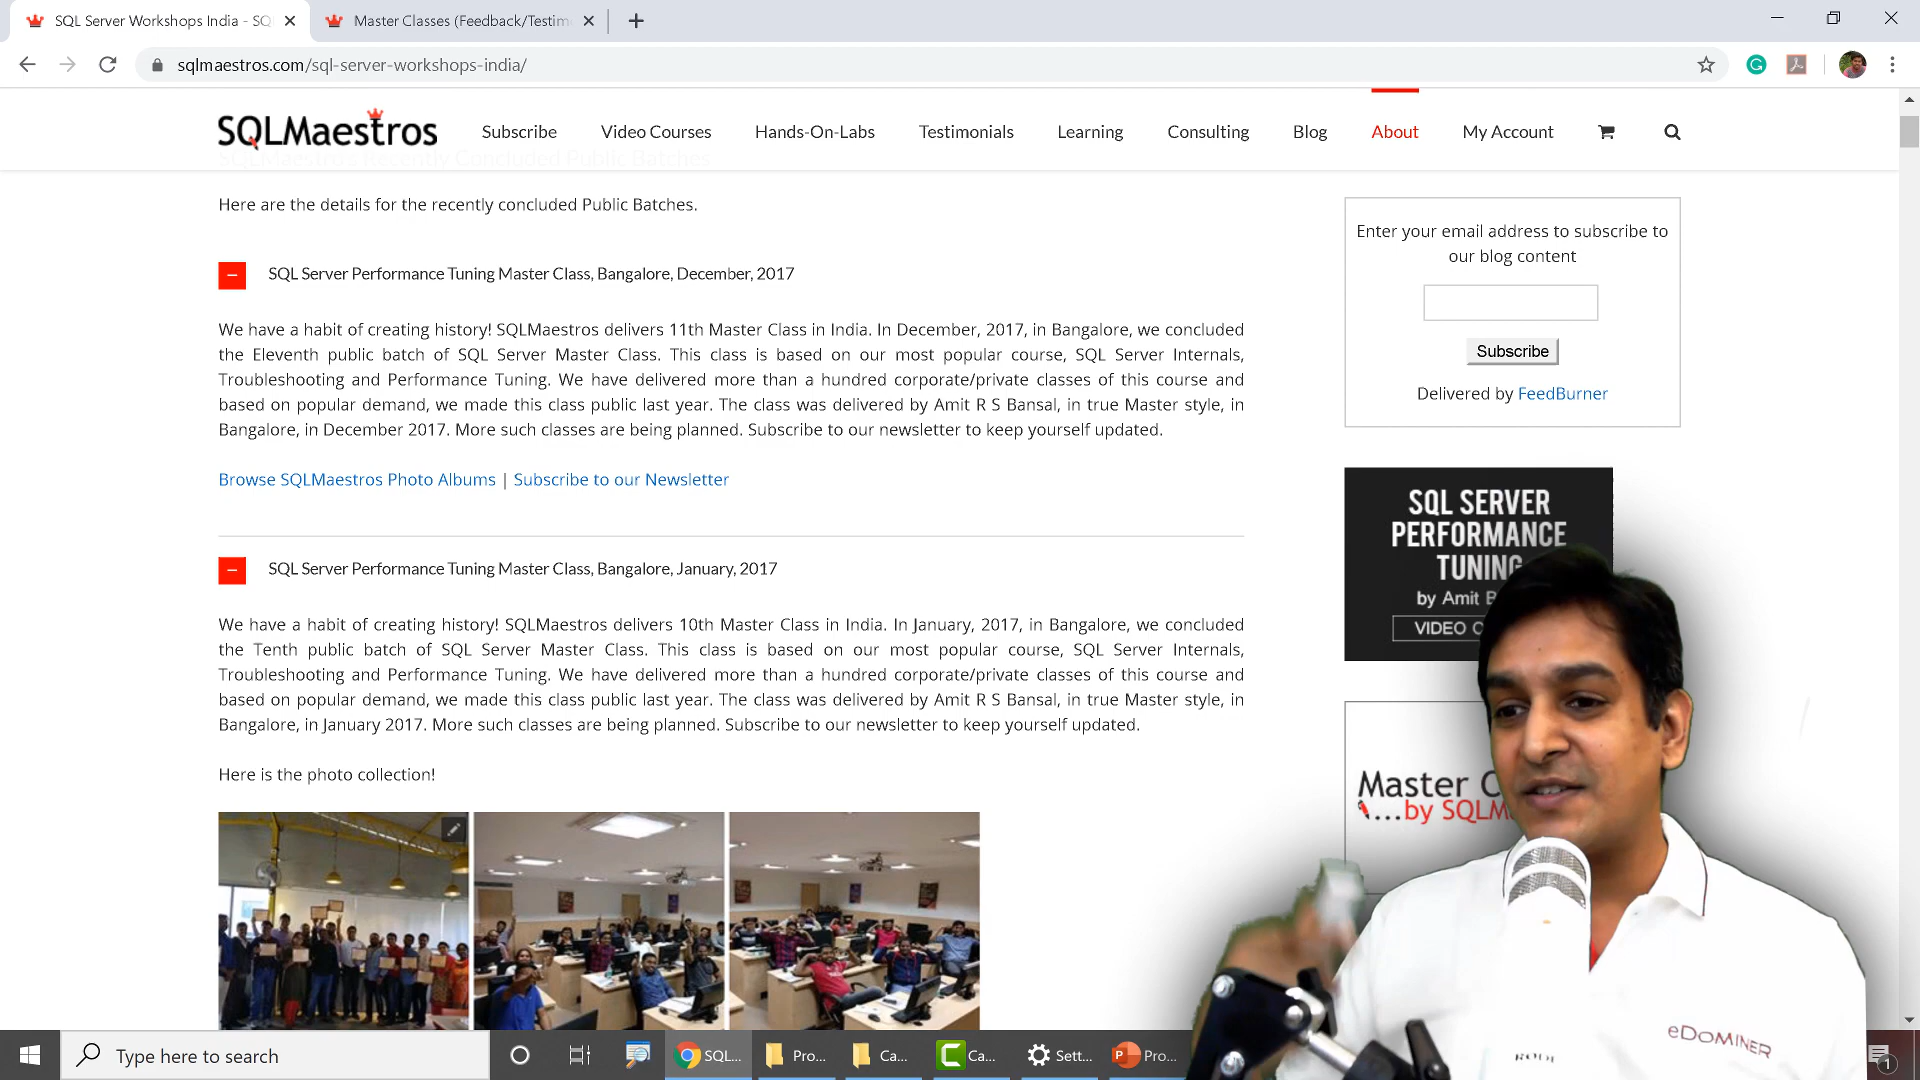 SQL Server Workshops India - SQ
Master Classes (Feedback/Testim
sqlmaestros.com/sql-server-workshops-india/
SQLMaestros
Subscribe
Video Courses
Hands-On-Labs
Testimonials
Learning
Consulting
Blog
About
My Account
SQLMaestros Recently Concluded Public Batches
Here are the details for the recently concluded Public Batches.
SQL Server Performance Tuning Master Class, Bangalore, December, 2017
We have a habit of creating history! SQLMaestros delivers 11th Master Class in India. In December, 2017, in Bangalore, we concluded
the Eleventh public batch of SQL Server Master Class. This class is based on our most popular course, SQL Server Internals,
Troubleshooting and Performance Tuning. We have delivered more than a hundred corporate/private classes of this course and
based on popular demand, we made this class public last year. The class was delivered by Amit R S Bansal, in true Master style, in
Bangalore, in December 2017. More such classes are being planned. Subscribe to our newsletter to keep yourself updated.
Browse SQLMaestros Photo Albums | Subscribe to our Newsletter
SQL Server Performance Tuning Master Class, Bangalore, January, 2017
We have a habit of creating history! SQLMaestros delivers 10th Master Class in India. In January, 2017, in Bangalore, we concluded
the Tenth public batch of SQL Server Master Class. This class is based on our most popular course, SQL Server Internals,
Troubleshooting and Performance Tuning. We have delivered more than a hundred corporate/private classes of this course and
based on popular demand, we made this class public last year. The class was delivered by Amit R S Bansal, in true Master style, in
Bangalore, in January 2017. More such classes are being planned. Subscribe to our newsletter to keep yourself updated.
Here is the photo collection!
Enter your email address to subscribe to
our blog content
Subscribe
Delivered by FeedBurner
SQL SERVER
PERFORMANCE
TUNING
by Amit B
VIDEO C
Master C
...by SQLM
eDOMINER
RODE
Type here to search
SQL...
Pro...
Ca...
Ca...
Sett...
Pro...
1